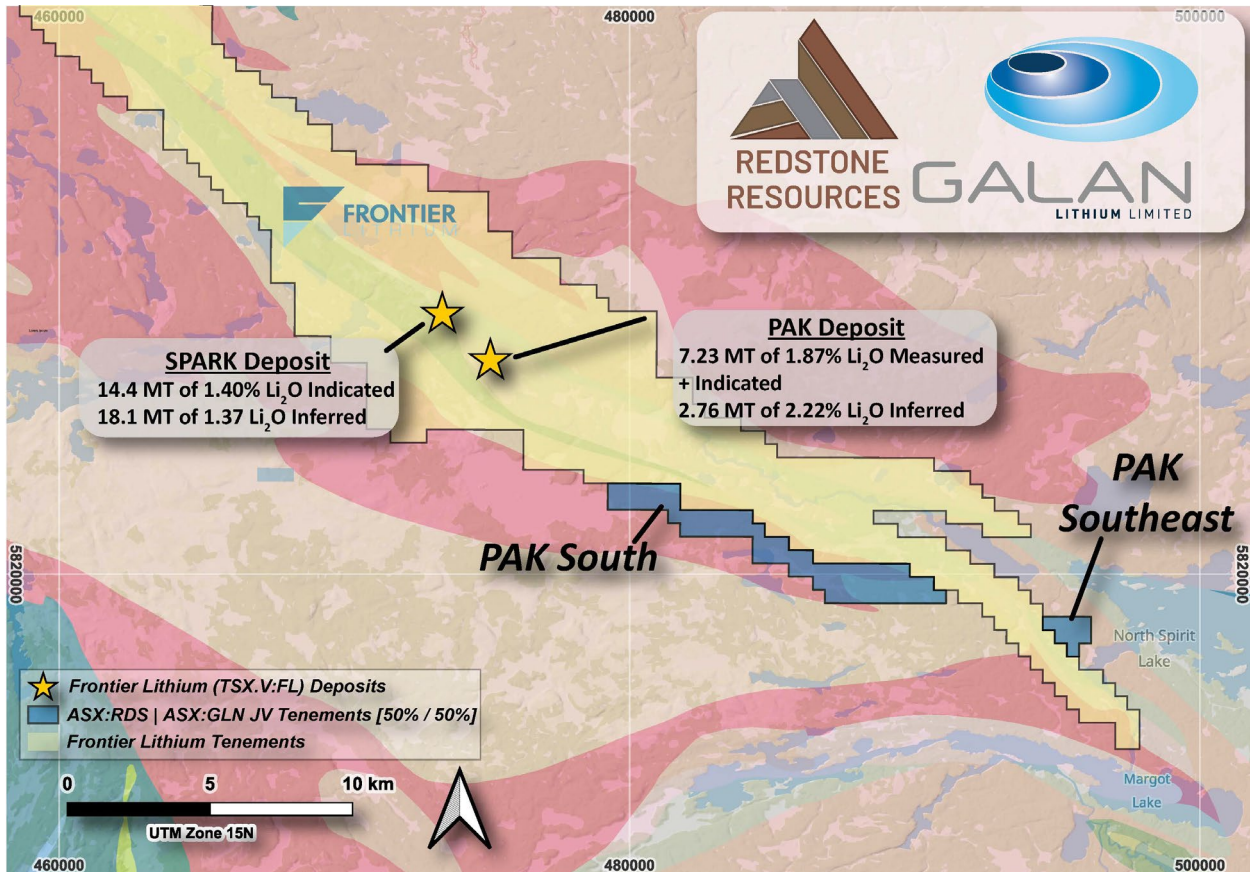 460000
480000
500000
REDSTONE
RESOURCES
GALAN
LITHIUM LIMITED
FRONTIER
LITHIUM
SPARK Deposit
14.4 MT of 1.40% Li₂O Indicated
18.1 MT of 1.37 Li₂O Inferred
PAK Deposit
7.23 MT of 1.87% Li₂O Measured
+ Indicated
2.76 MT of 2.22% Li₂O Inferred
PAK
Southeast
PAK South
5820000
5820000
North Spirit
Lake
Frontier Lithium (TSX.V:FL) Deposits
ASX:RDS | ASX:GLN JV Tenements [50% / 50%]
Frontier Lithium Tenements
0
5
10 km
UTM Zone 15N
Margot
Lake
460000
480000
500000